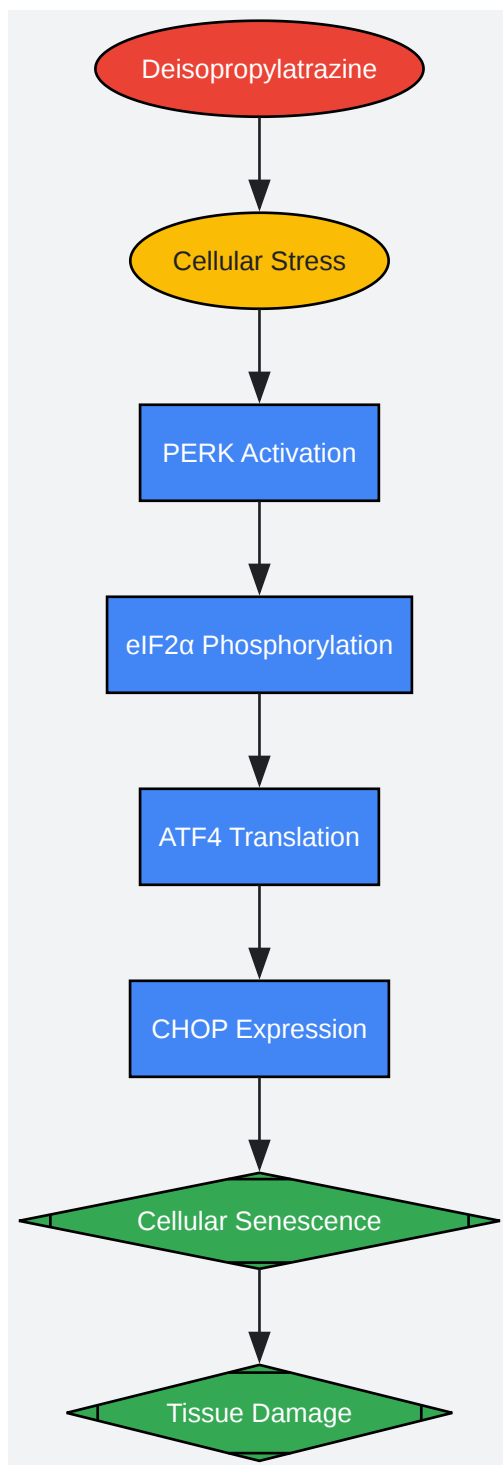 Deisopropylatrazine
Cellular Stress
PERK Activation
eIF2α Phosphorylation
ATF4 Translation
CHOP Expression
Cellular Senescence
Tissue Damage